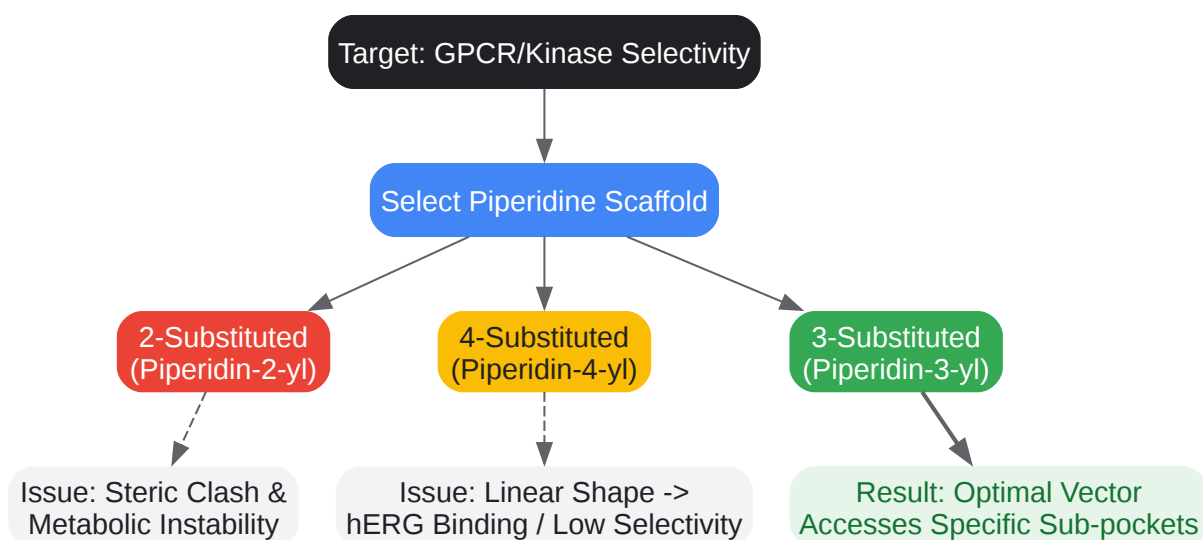 Target: GPCR/Kinase Selectivity
Select Piperidine Scaffold
2-Substituted
(Piperidin-2-yl)
4-Substituted
(Piperidin-4-yl)
3-Substituted
(Piperidin-3-yl)
Issue: Steric Clash &
Metabolic Instability
Issue: Linear Shape ->
hERG Binding / Low Selectivity
Result: Optimal Vector
Accesses Specific Sub-pockets